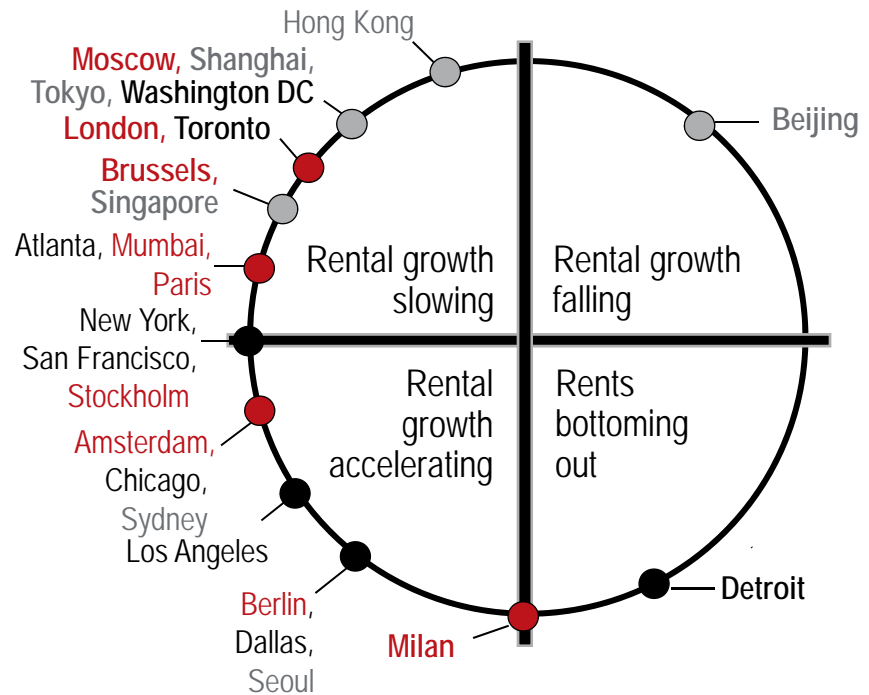 Hong Kong
Moscow, Shanghai,
Tokyo, Washington DC
London, Toronto
Brussels,
Singapore
Atlanta, Mumbai,
Paris
New York,
San Francisco,
Stockholm
Amsterdam,
Chicago,
Sydney
Los Angeles
Berlin,
Dallas,
Seoul
Milan
Detroit
Beijing
Rental growth
slowing
Rental growth
falling
Rental
growth
accelerating
Rents
bottoming
out